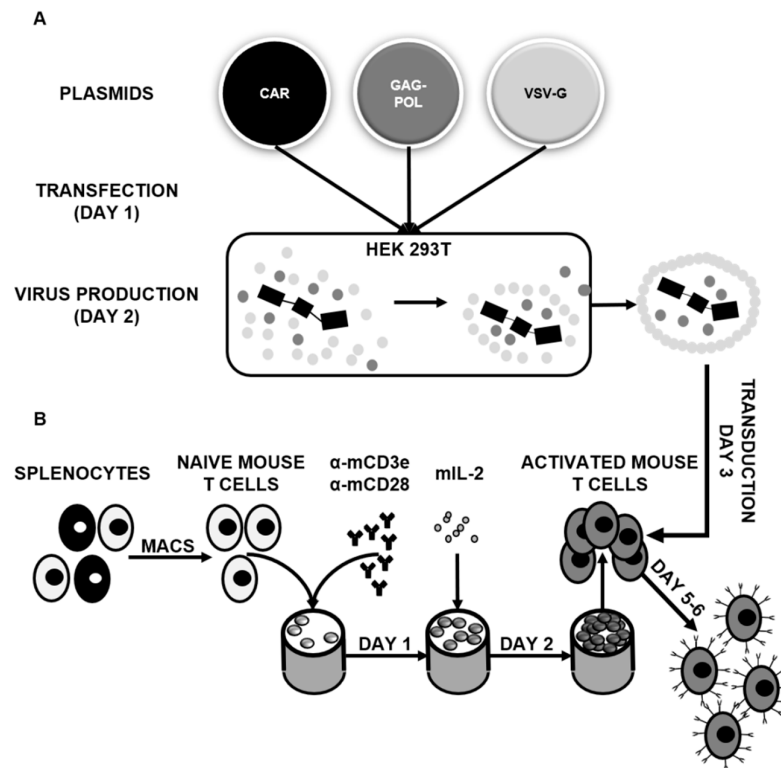 A
PLASMIDS
CAR
GAG-
POL
VSV-G
TRANSFECTION
(DAY 1)
HEK 293T
VIRUS PRODUCTION
(DAY 2)
TRANSDUCTION
DAY 3
B
SPLENOCYTES
NAIVE MOUSE
T CELLS
α-mCD3e
α-mCD28
mIL-2
ACTIVATED MOUSE
T CELLS
MACS
DAY 1
DAY 2
DAY 5-6